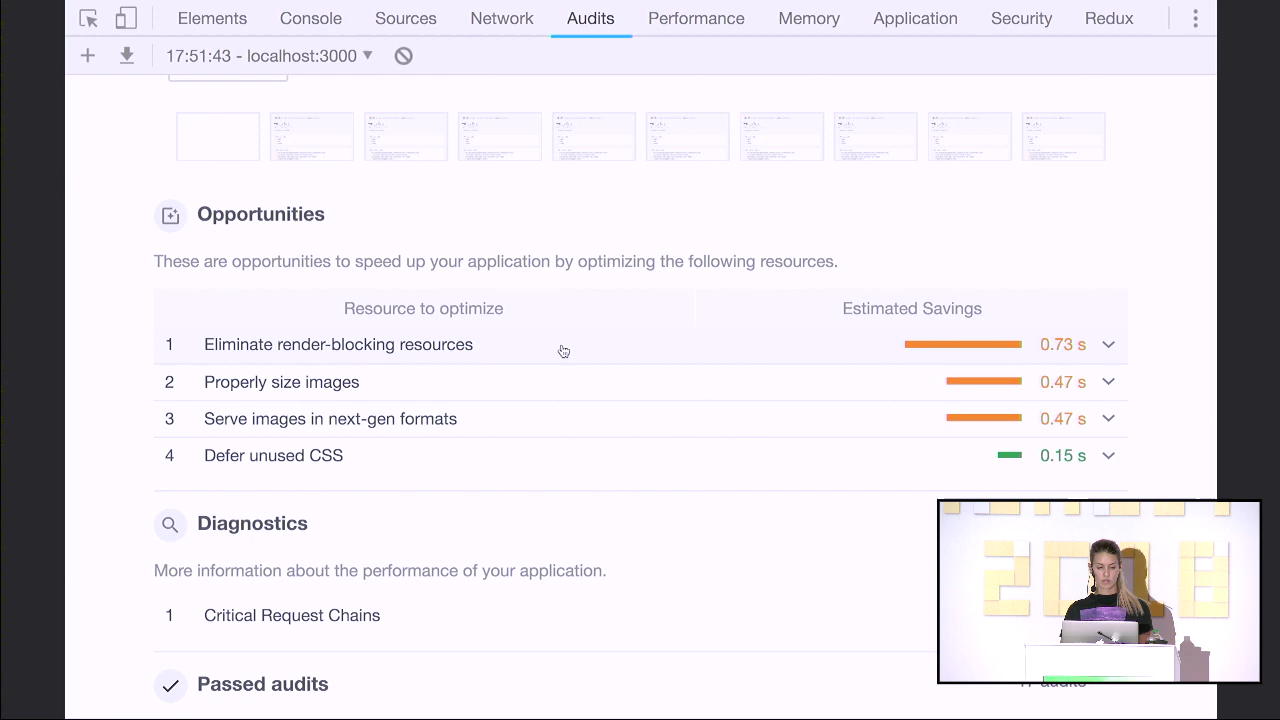 Elements Console Sources Network Audits Performance Memory Application Security Redux
17:51:43 - localhost:3000
Opportunities
These are opportunities to speed up your application by optimizing the following resources.
Resource to optimize Estimated Savings
1 Eliminate render-blocking resources 0.73 s
2 Properly size images 0.47 s
3 Serve images in next-gen formats 0.47 s
4 Defer unused CSS 0.15 s
Diagnostics
More information about the performance of your application.
1 Critical Request Chains
Passed audits
2018